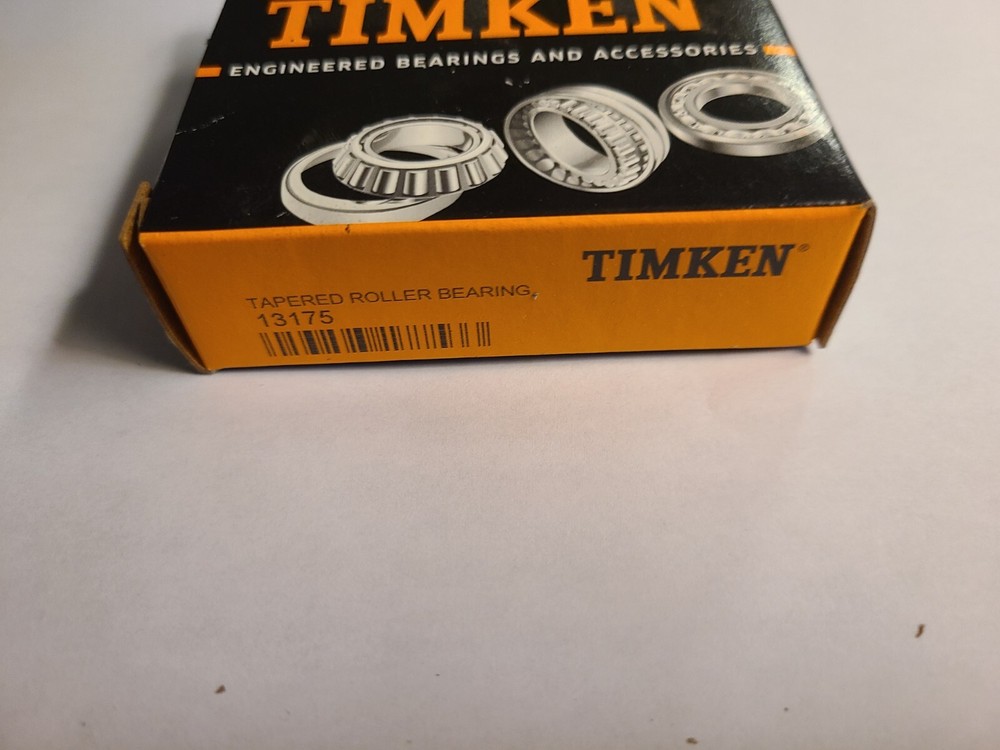 TIMKEN
ENGINEERED BEARINGS AND ACCESSORIES
TIMKEN®
TAPERED ROLLER BEARING,
13175